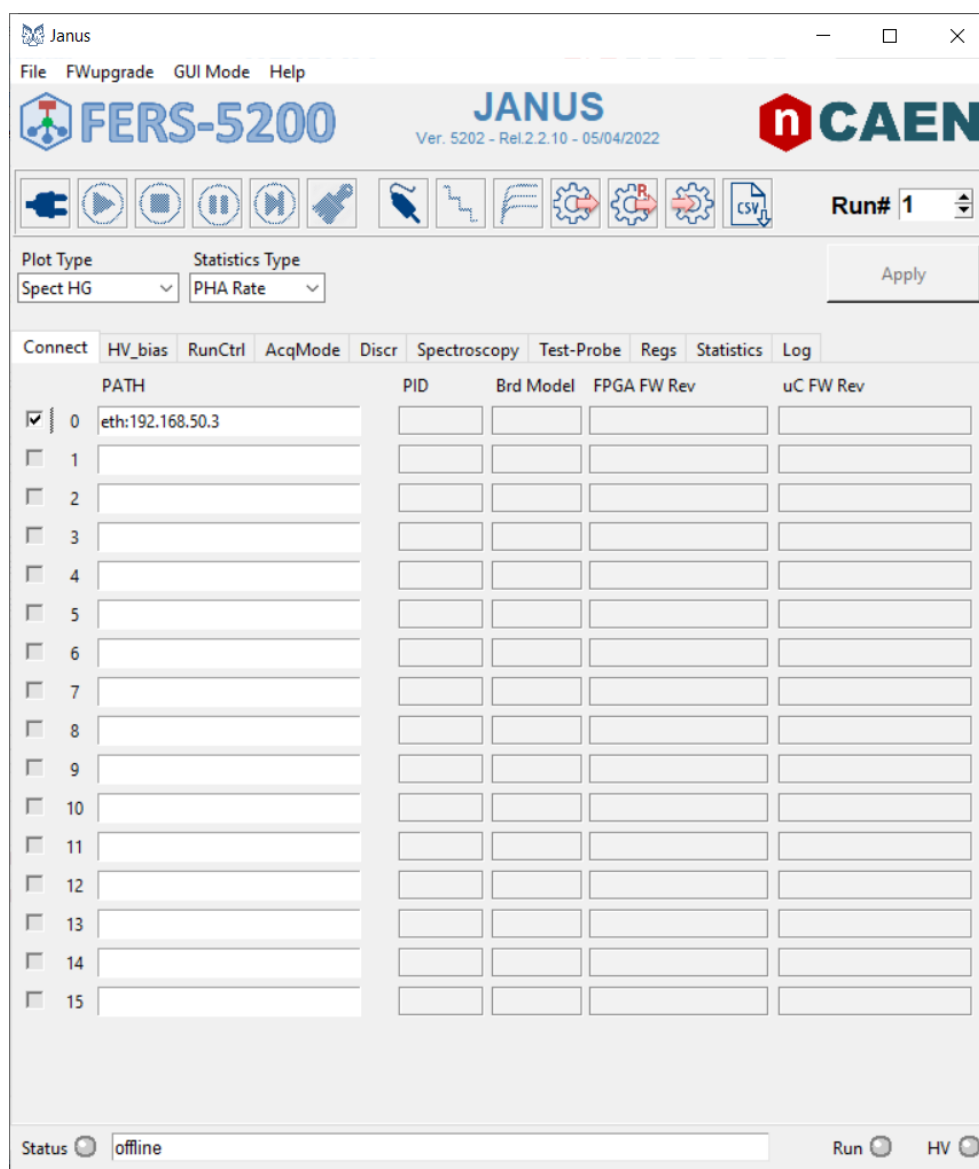 Janus
File FWupgrade GUI Mode Help
FERS-5200
JANUS
Ver. 5202 - Rel.2.2.10 - 05/04/2022
n CAEN
R
CSV
Run# 1
Plot Type Statistics Type
Spect HG PHA Rate
Apply
Connect HV_bias RunCtrl AcqMode Discr Spectroscopy Test-Probe Regs Statistics Log
PATH PID Brd Model FPGA FW Rev uC FW Rev
0 eth:192.168.50.3
1
2
3
4
5
6
7
8
9
10
11
12
13
14
15
Status offline Run HV